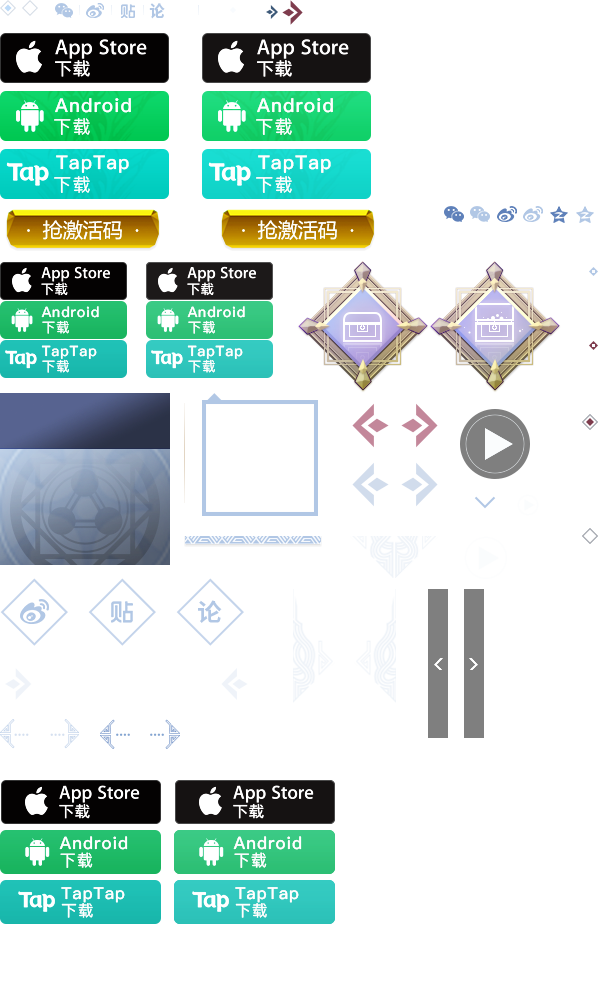 贴 论
App Store
下载
App Store
下载
Android
下载
Android
下载
Tap TapTap
下载
Tap TapTap
下载
· 抢激活码 ·
· 抢激活码 ·
App Store
下载
App Store
下载
Android
下载
Android
下载
Tap TapTap
下载
Tap TapTap
下载
贴
论
App Store
下载
App Store
下载
Android
下载
Android
下载
Tap TapTap
下载
Tap TapTap
下载